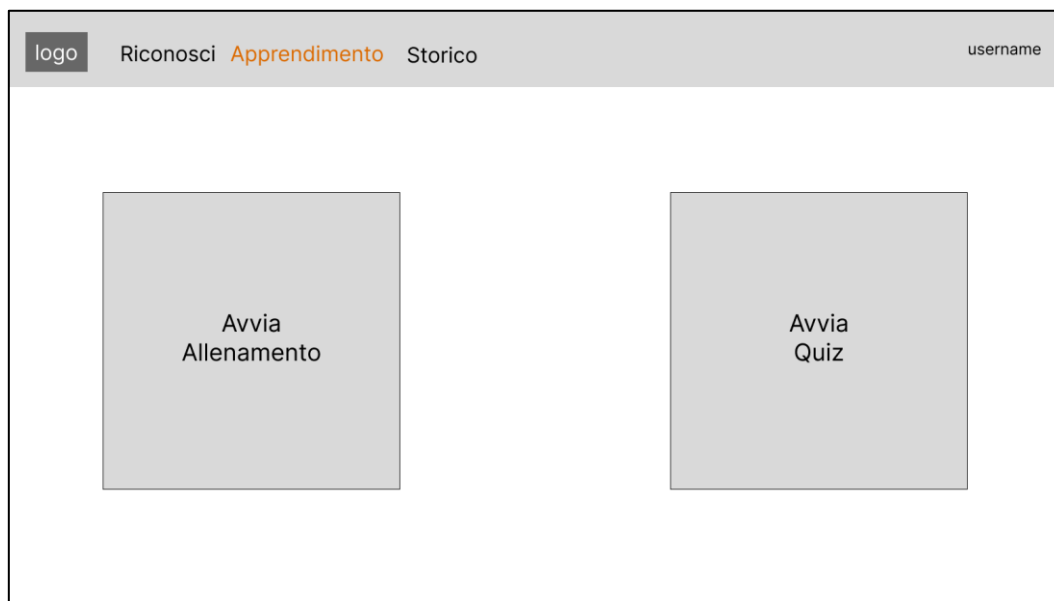 logo
Riconosci Apprendimento Storico
username
Avvia
Allenamento
Avvia
Quiz